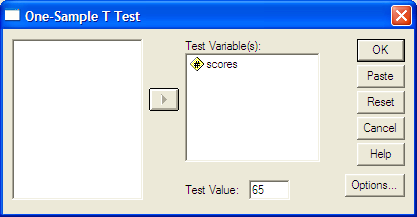 One-Sample T Test
Test Variable(s):
# scores
OK
Paste
Reset
Cancel
Help
Test Value: 65
Options...